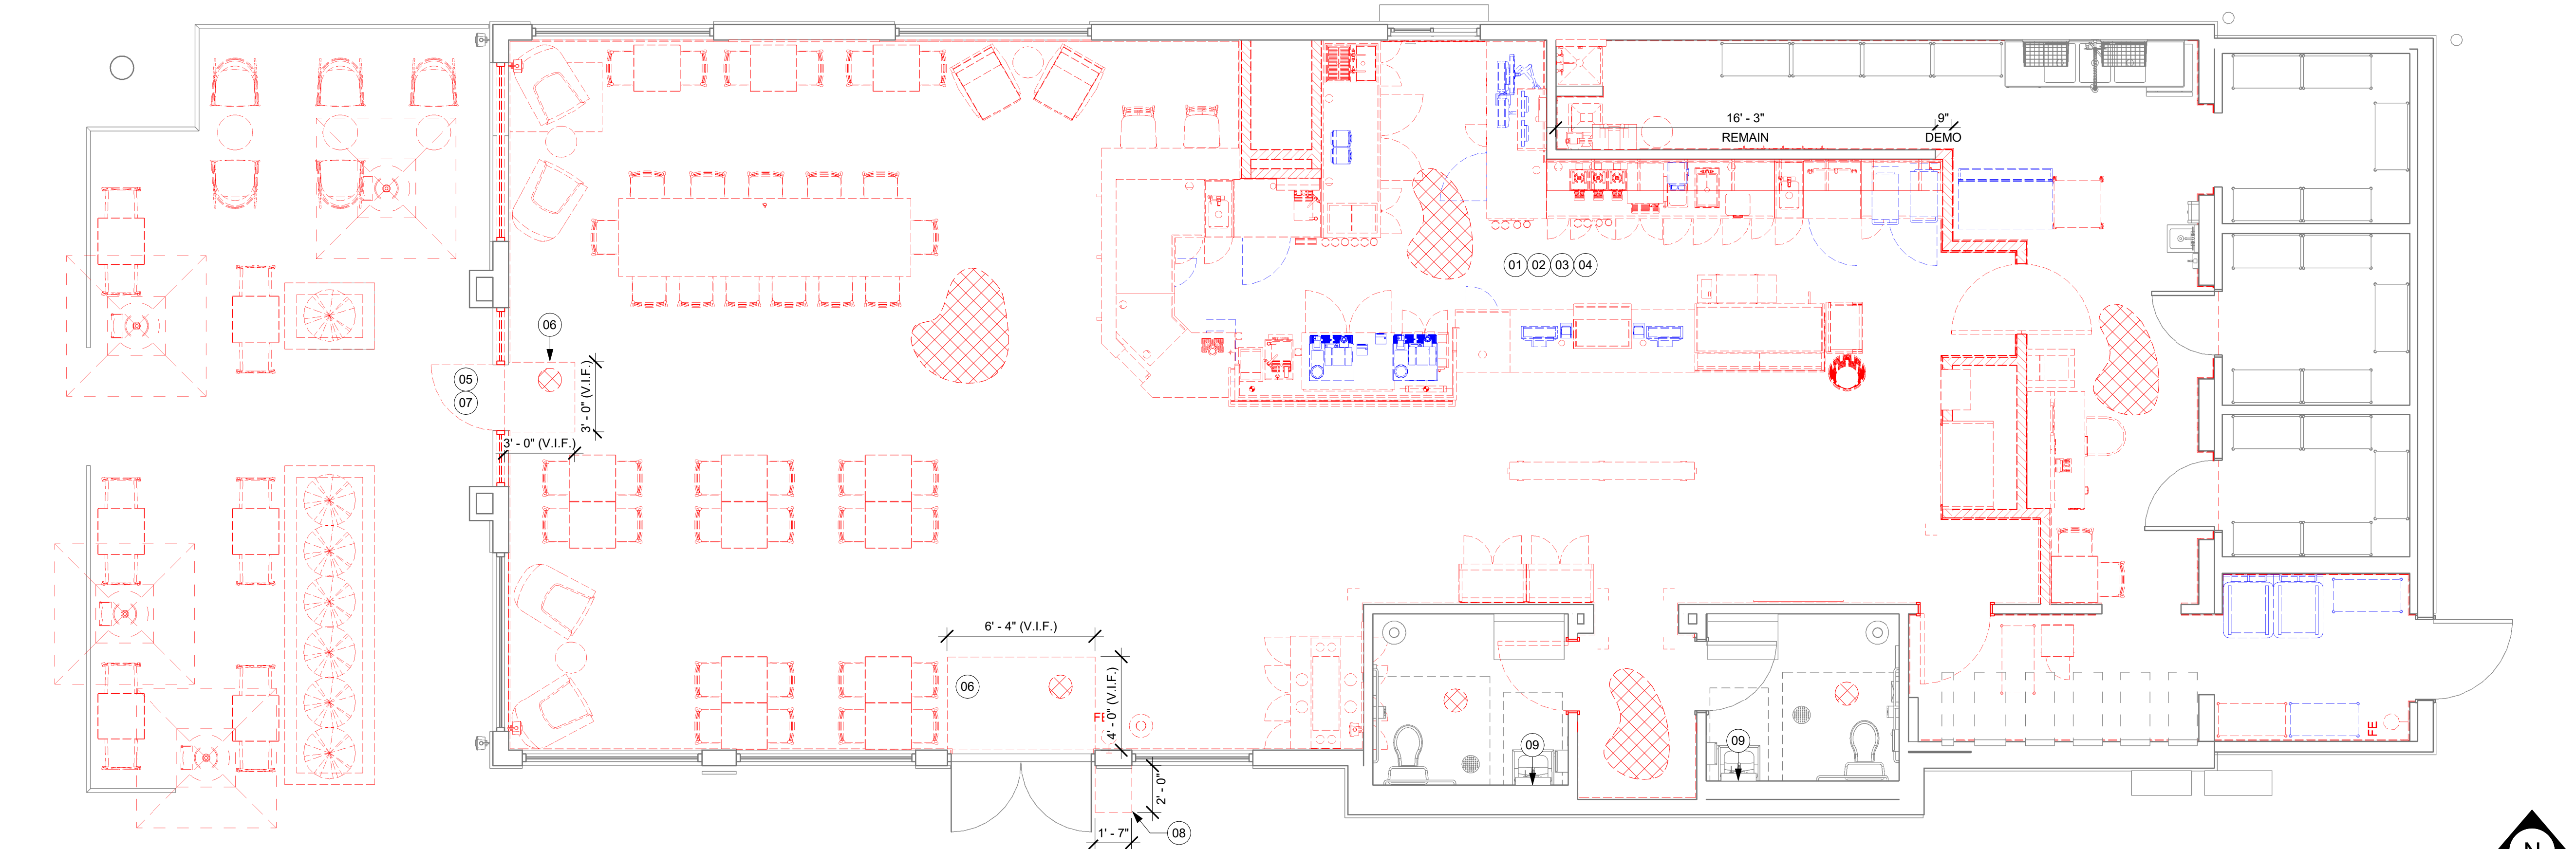 16' - 3"
9"
REMAIN
DEMO
01 02 03 04
06
05
07
3' - 0" (V.I.F.)
3' - 0" (V.I.F.)
6' - 4" (V.I.F.)
06
4' - 0" (V.I.F.)
FE
09
09
FE
2' - 0"
1' - 7"
08
N